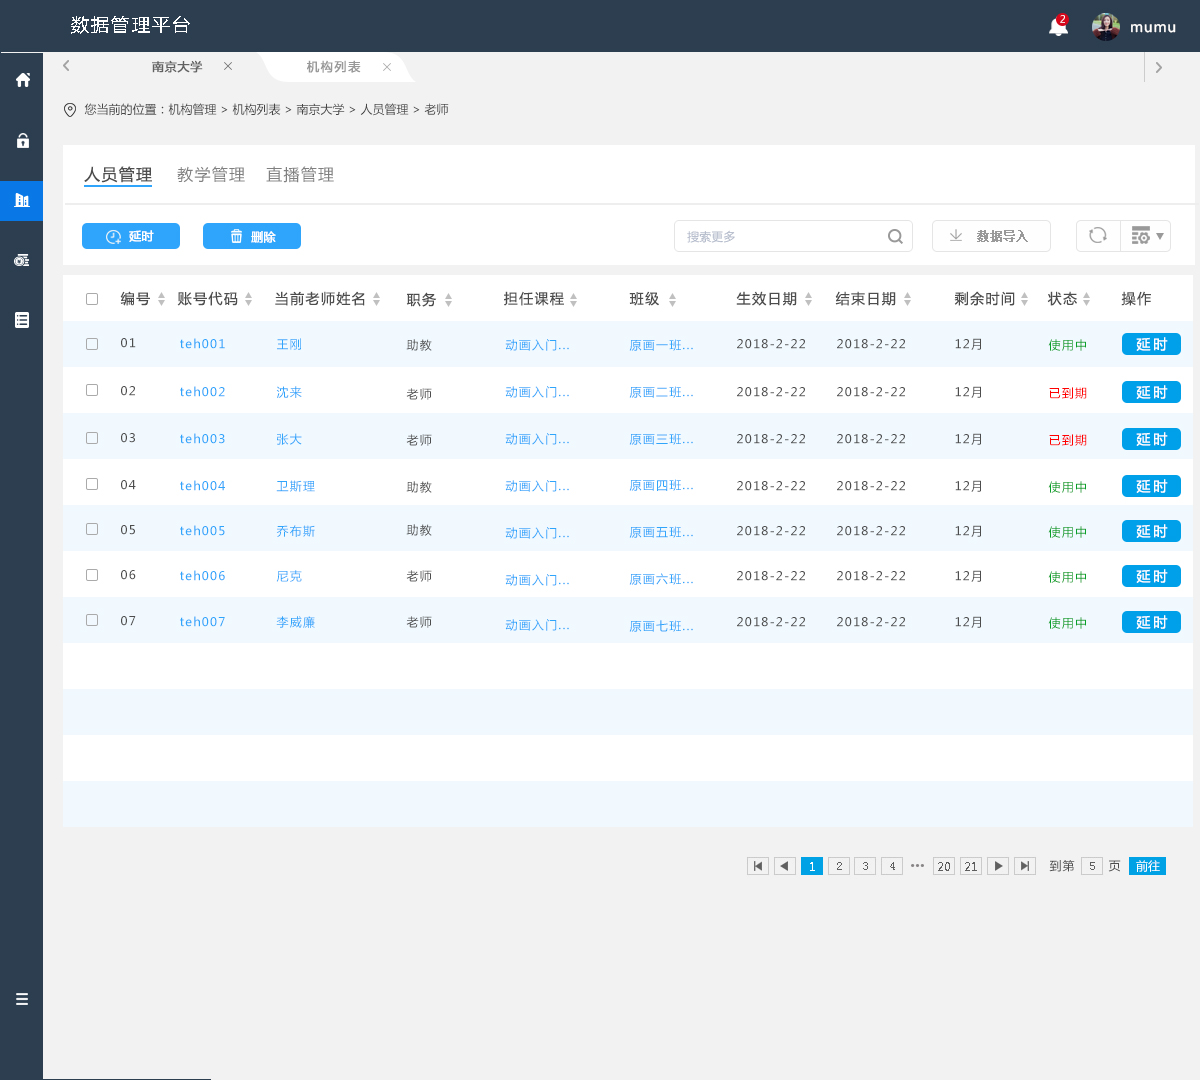 数据管理平台 2 mumu
南京大学 机构列表
您当前的位置：机构管理 > 机构列表 > 南京大学 > 人员管理 > 老师
人员管理 教学管理 直播管理
延时 删除 搜索更多 数据导入
编号 账号代码 当前老师姓名 职务 担任课程 班级 生效日期 结束日期 剩余时间 状态 操作
01 teh001 王刚 助教 动画入门... 原画一班... 2018-2-22 2018-2-22 12月 使用中 延时
02 teh002 沈来 老师 动画入门... 原画二班... 2018-2-22 2018-2-22 12月 已到期 延时
03 teh003 张大 老师 动画入门... 原画三班... 2018-2-22 2018-2-22 12月 已到期 延时
04 teh004 卫斯理 助教 动画入门... 原画四班... 2018-2-22 2018-2-22 12月 使用中 延时
05 teh005 乔布斯 助教 动画入门... 原画五班... 2018-2-22 2018-2-22 12月 使用中 延时
06 teh006 尼克 老师 动画入门... 原画六班... 2018-2-22 2018-2-22 12月 使用中 延时
07 teh007 李威廉 老师 动画入门... 原画七班... 2018-2-22 2018-2-22 12月 使用中 延时
1 2 3 4 ••• 20 21 到第 5 页 前往